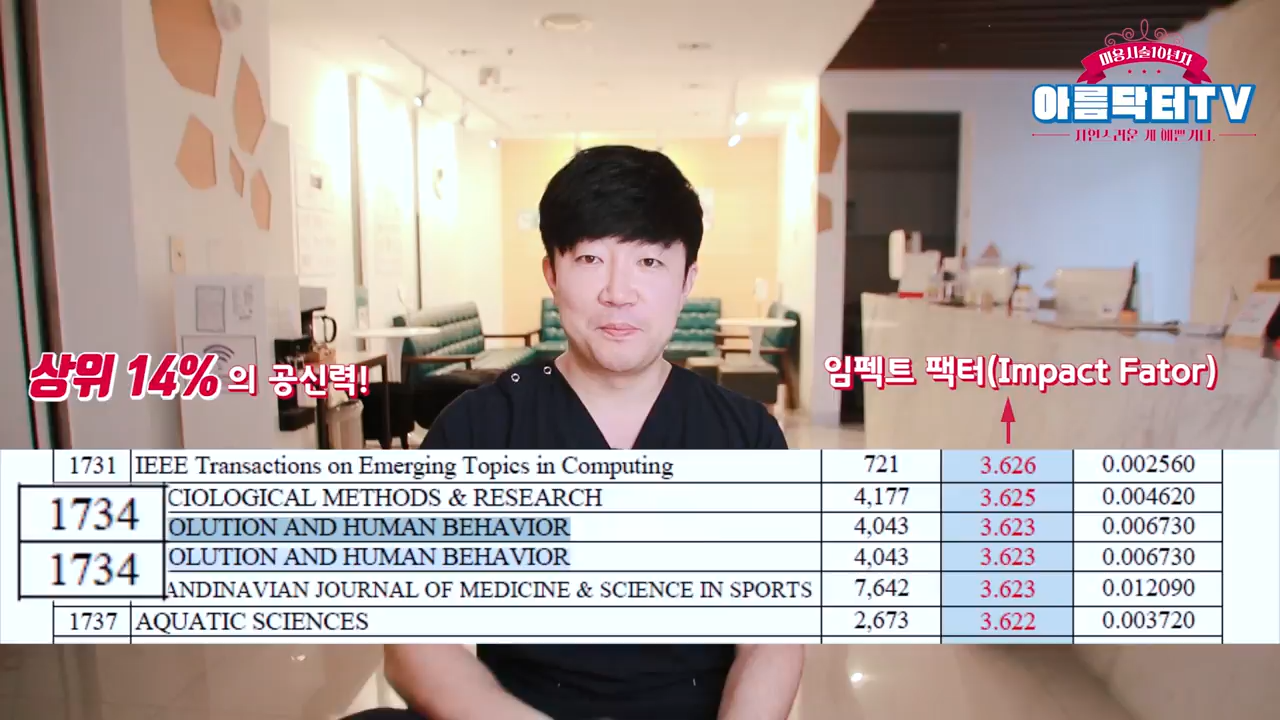 미용시술10년차
아름닥터TV
자연스러운 게 예쁜 거다.
상위 14%의 공신력!
임펙트 팩터(Impact Fator)
1731 IEEE Transactions on Emerging Topics in Computing 721 3.626 0.002560
1734 CIOLOGICAL METHODS & RESEARCH 4,177 3.625 0.004620
OLUTION AND HUMAN BEHAVIOR 4,043 3.623 0.006730
1734 OLUTION AND HUMAN BEHAVIOR 4,043 3.623 0.006730
ANDINAVIAN JOURNAL OF MEDICINE & SCIENCE IN SPORTS 7,642 3.623 0.012090
1737 AQUATIC SCIENCES 2,673 3.622 0.003720